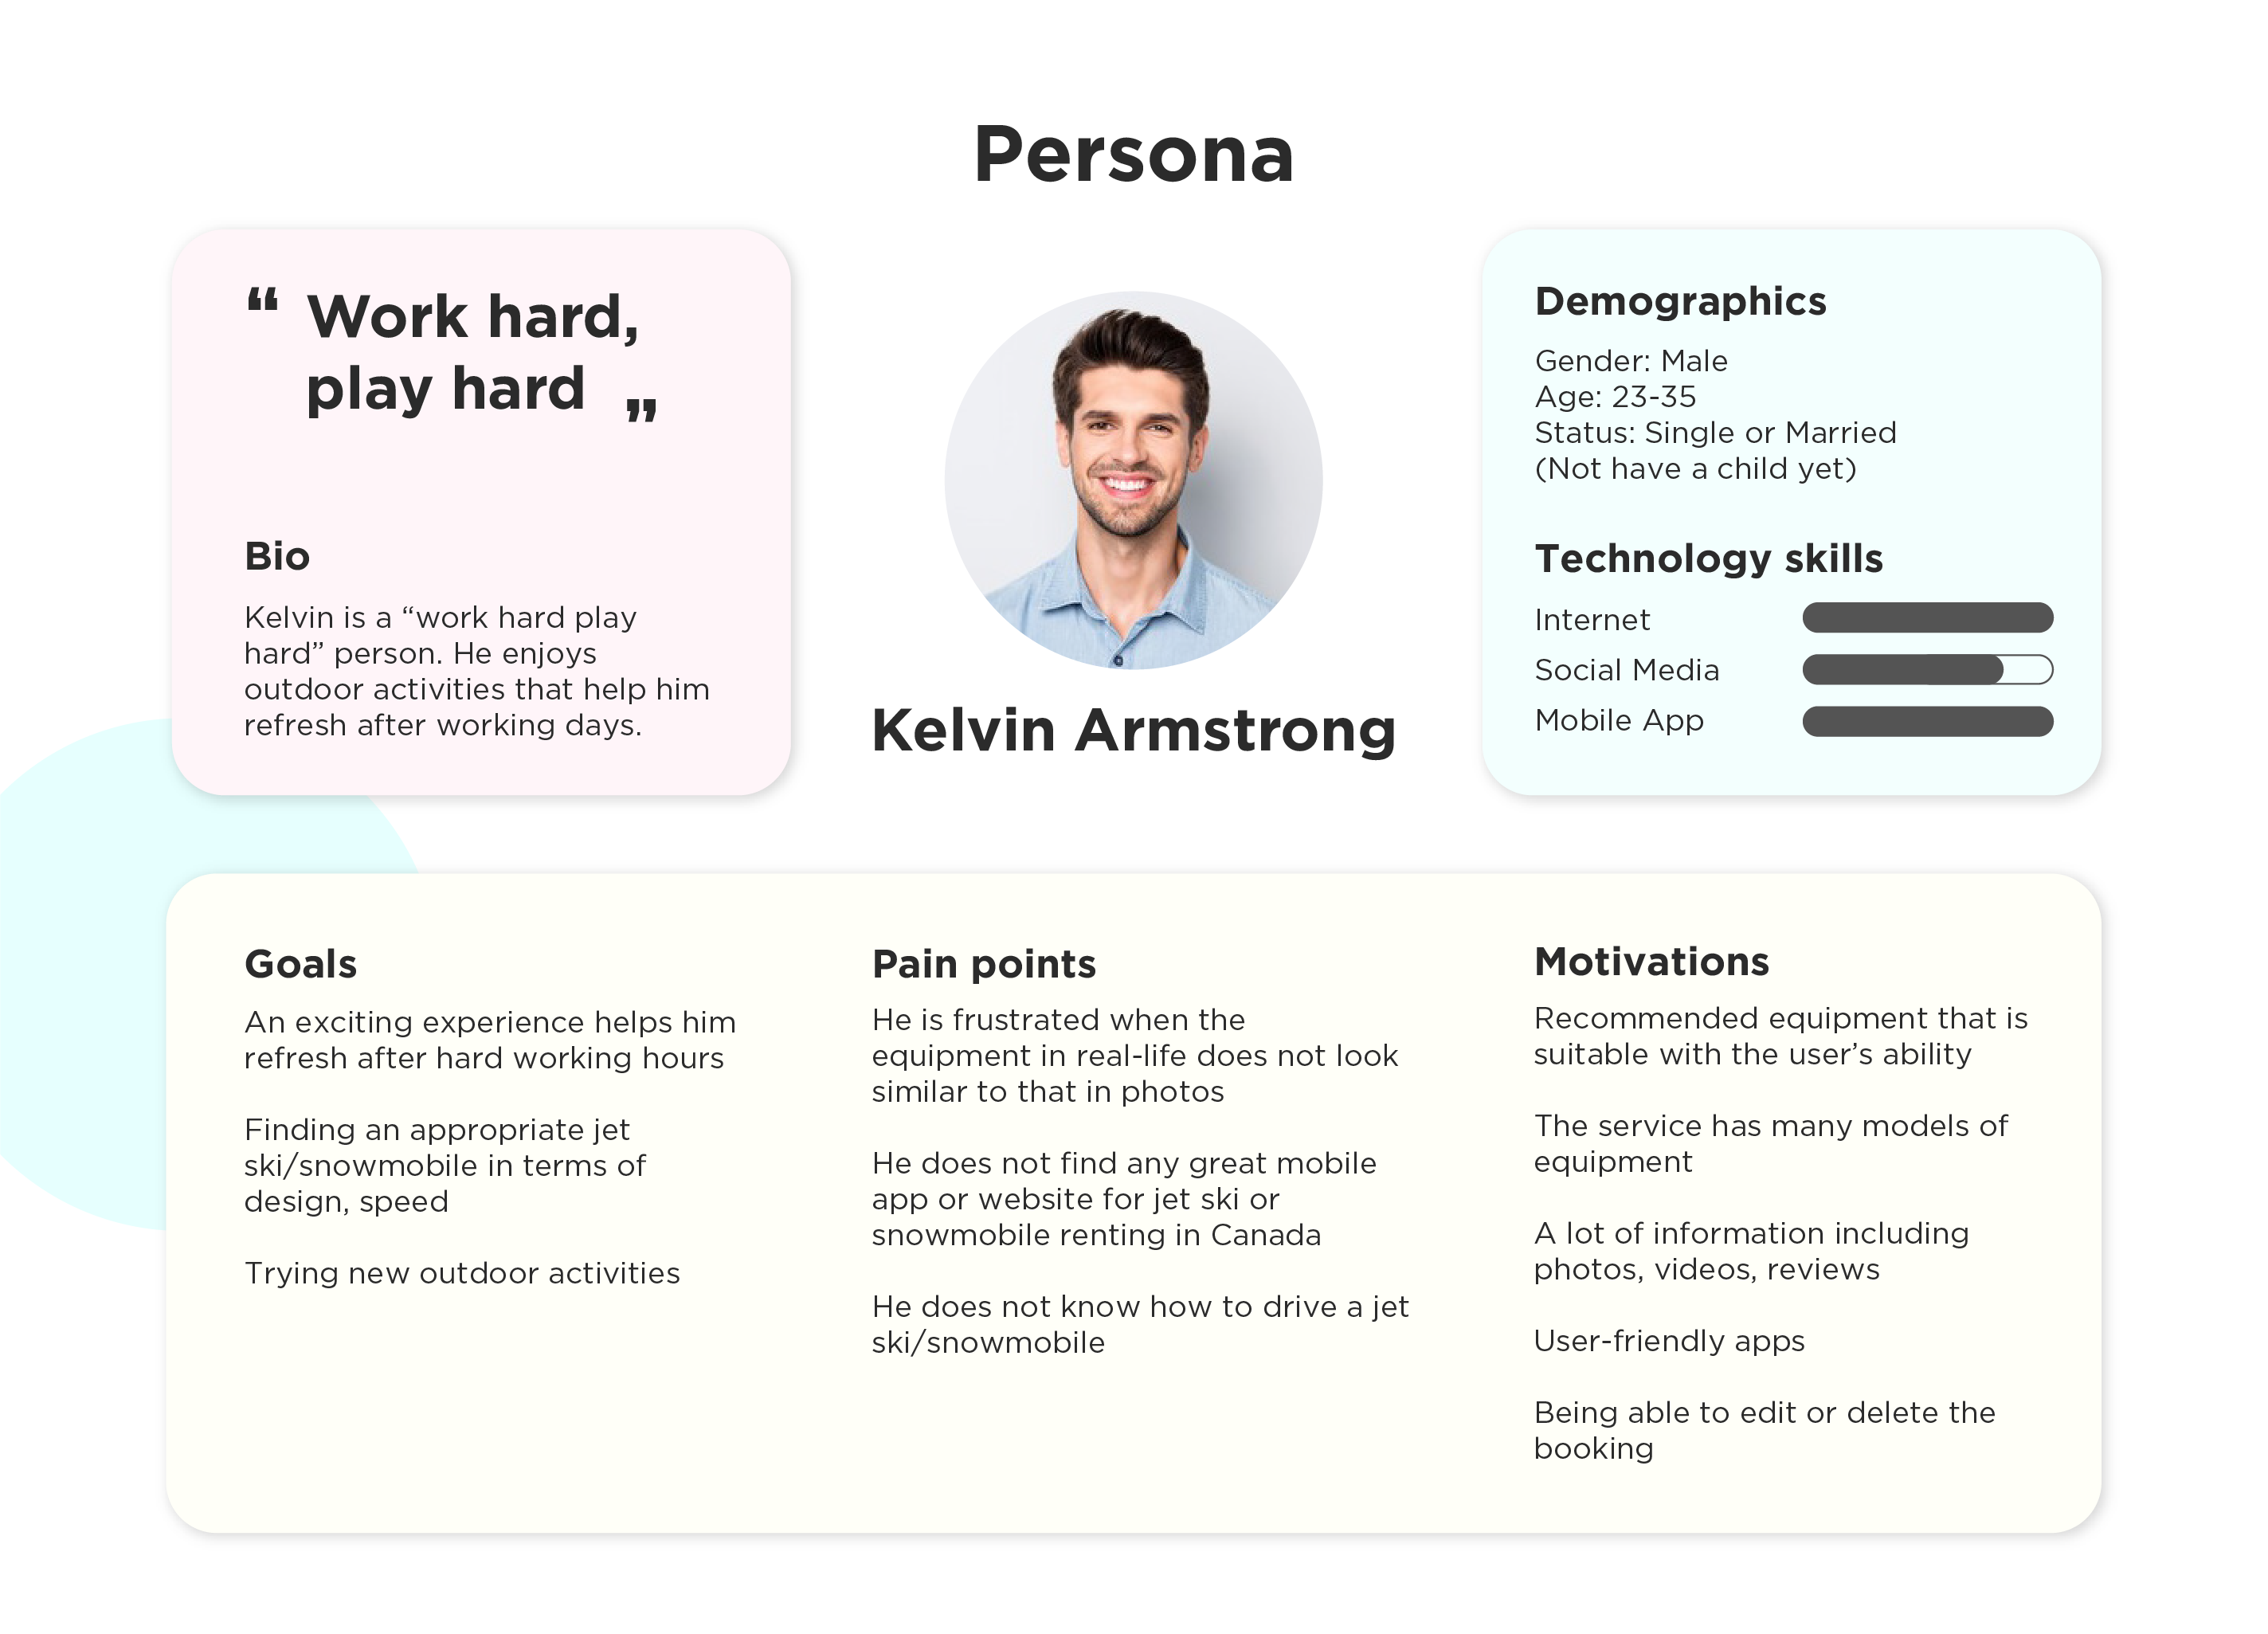 Persona
“ Work hard,
play hard ”
Bio
Kelvin is a “work hard play
hard” person. He enjoys
outdoor activities that help him
refresh after working days.
Kelvin Armstrong
Demographics
Gender: Male
Age: 23-35
Status: Single or Married
(Not have a child yet)
Technology skills
Internet
Social Media
Mobile App
Goals
An exciting experience helps him
refresh after hard working hours
Finding an appropriate jet
ski/snowmobile in terms of
design, speed
Trying new outdoor activities
Pain points
He is frustrated when the
equipment in real-life does not look
similar to that in photos
He does not find any great mobile
app or website for jet ski or
snowmobile renting in Canada
He does not know how to drive a jet
ski/snowmobile
Motivations
Recommended equipment that is
suitable with the user’s ability
The service has many models of
equipment
A lot of information including
photos, videos, reviews
User-friendly apps
Being able to edit or delete the
booking